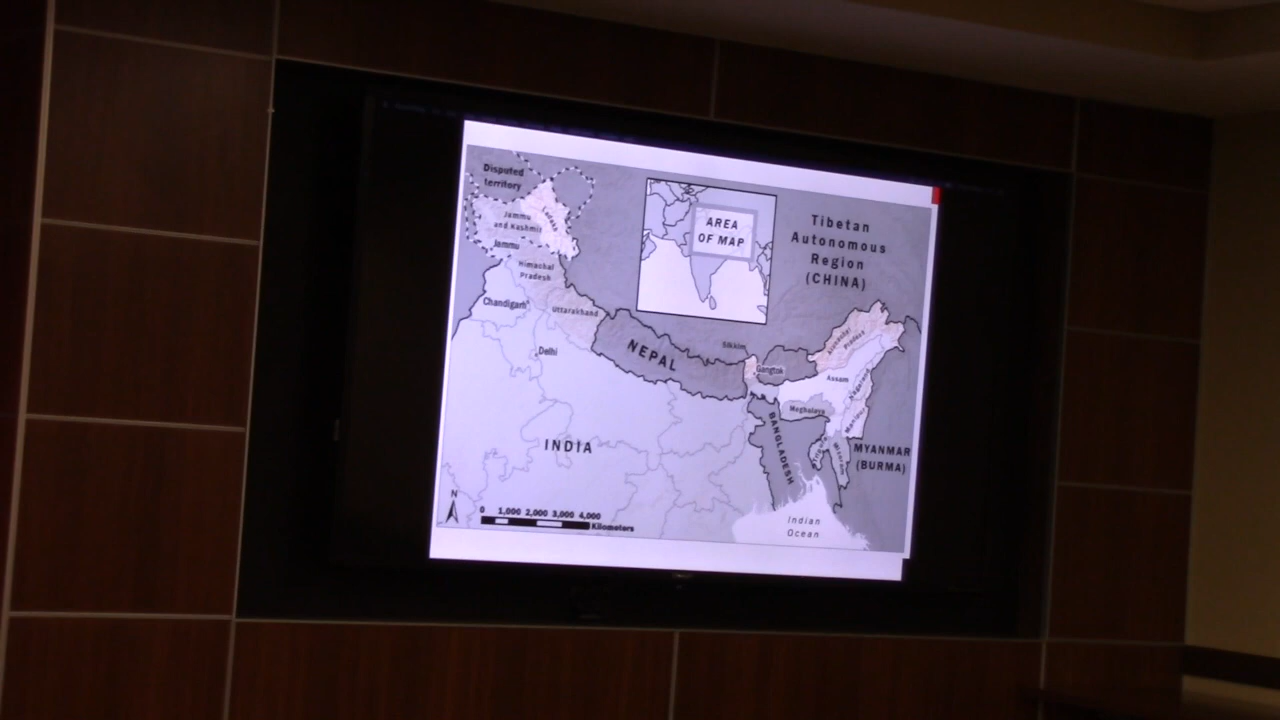 Disputed
territory
Jammu
and Kashmir
Ladakh
Jammu
Himachal
Pradesh
Chandigarh
Uttarakhand
Delhi
AREA
OF MAP
Tibetan
Autonomous
Region
(CHINA)
NEPAL
Sikkim
Gangtok
Arunachal
Pradesh
Assam
Nagaland
Meghalaya
Manipur
BANGLADESH
Tripura
Mizoram
MYANMAR
(BURMA)
INDIA
N
0 1,000 2,000 3,000 4,000
Kilometers
Indian
Ocean